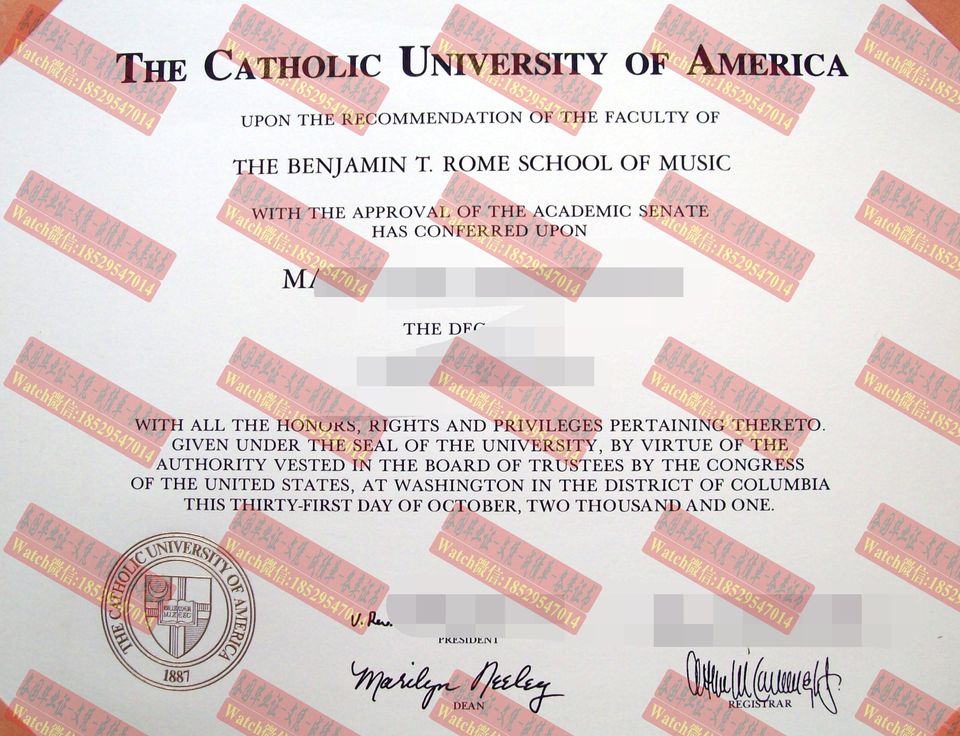 THE CATHOLIC UNIVERSITY OF AMERICA
UPON THE RECOMMENDATION OF THE FACULTY OF
THE BENJAMIN T. ROME SCHOOL OF MUSIC
WITH THE APPROVAL OF THE ACADEMIC SENATE
HAS CONFERRED UPON
MA
THE DEG
WITH ALL THE HONORS, RIGHTS AND PRIVILEGES PERTAINING THERETO.
GIVEN UNDER THE SEAL OF THE UNIVERSITY, BY VIRTUE OF THE
AUTHORITY VESTED IN THE BOARD OF TRUSTEES BY THE CONGRESS
OF THE UNITED STATES, AT WASHINGTON IN THE DISTRICT OF COLUMBIA
THIS THIRTY-FIRST DAY OF OCTOBER, TWO THOUSAND AND ONE.
THE CATHOLIC UNIVERSITY OF AMERICA
1887
V. Rev.
PRESIDENT
Marilyn Neeley
DEAN
REGISTRAR
Watch微信:18529547014